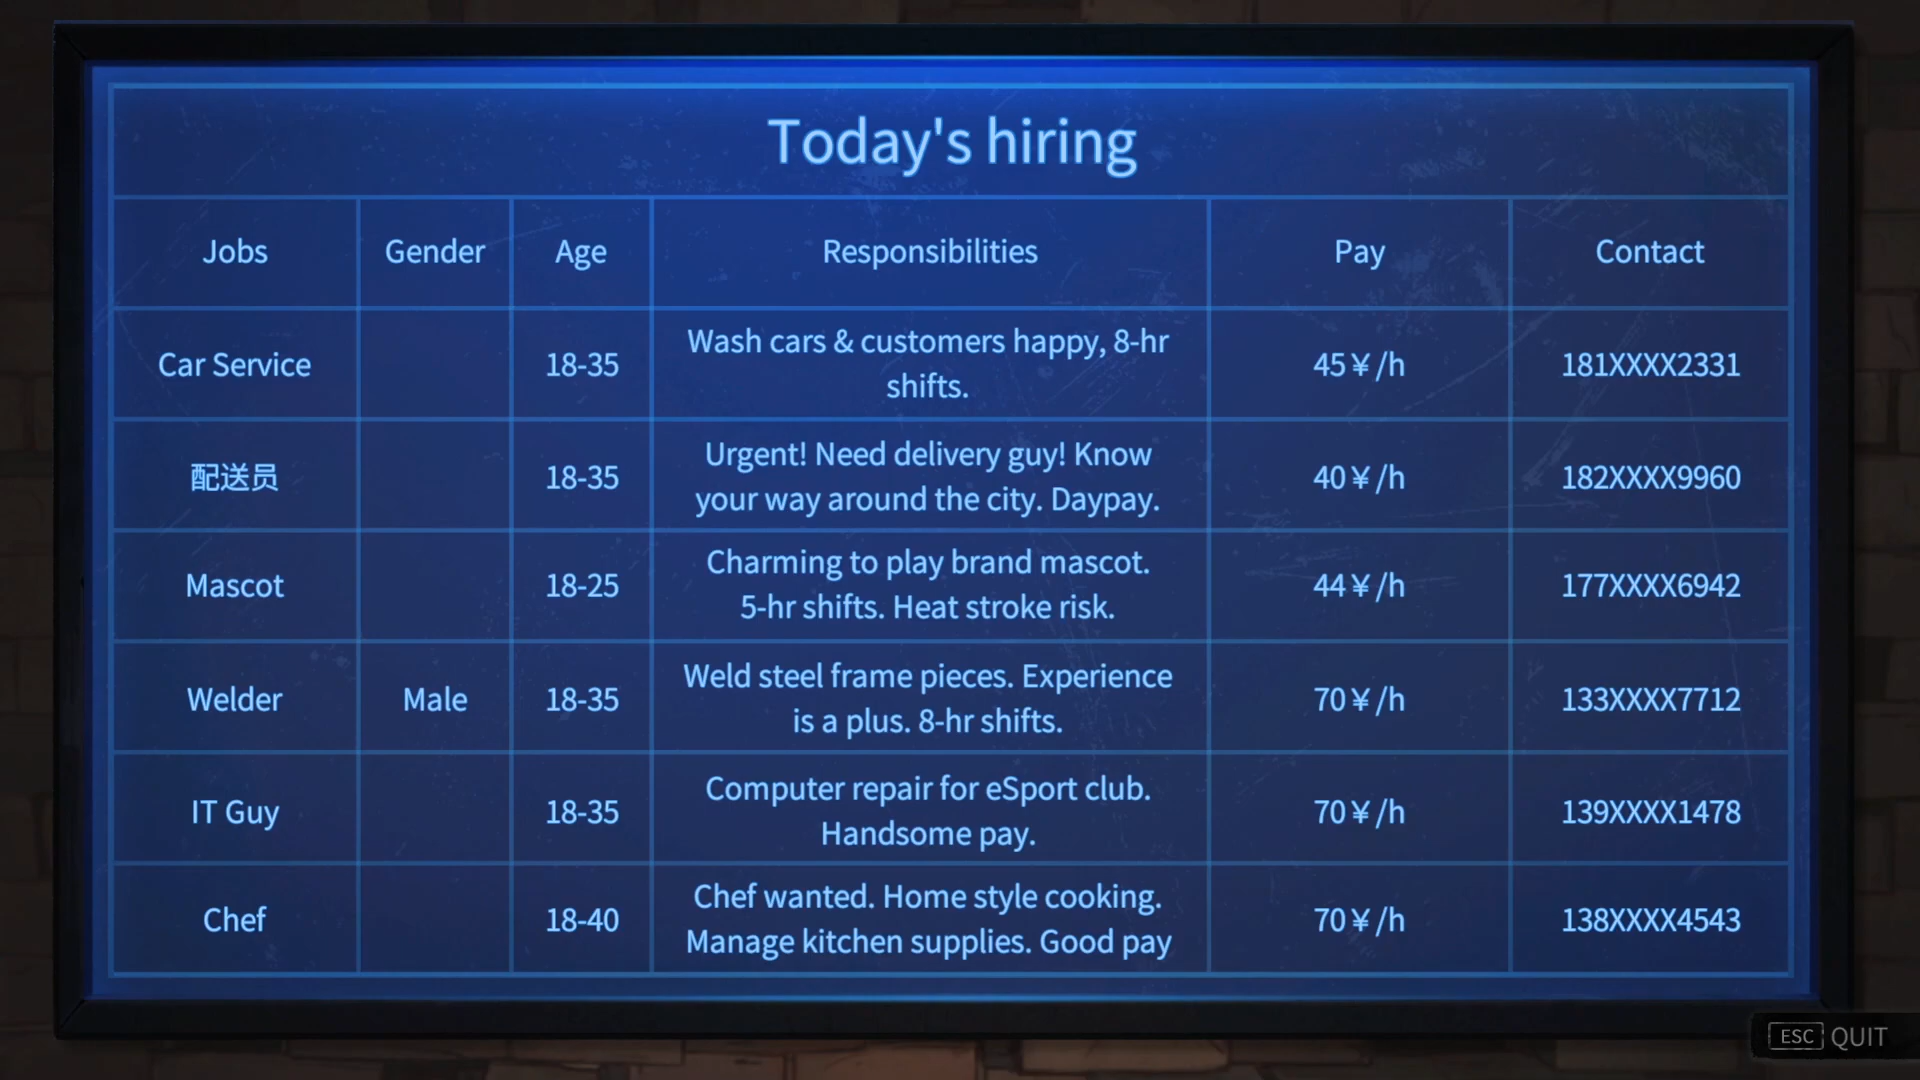 Today's hiring
Jobs Gender Age Responsibilities Pay Contact
Car Service 18-35 Wash cars & customers happy, 8-hr shifts. 45¥/h 181XXXX2331
配送员 18-35 Urgent! Need delivery guy! Know your way around the city. Daypay. 40¥/h 182XXXX9960
Mascot 18-25 Charming to play brand mascot. 5-hr shifts. Heat stroke risk. 44¥/h 177XXXX6942
Welder Male 18-35 Weld steel frame pieces. Experience is a plus. 8-hr shifts. 70¥/h 133XXXX7712
IT Guy 18-35 Computer repair for eSport club. Handsome pay. 70¥/h 139XXXX1478
Chef 18-40 Chef wanted. Home style cooking. Manage kitchen supplies. Good pay 70¥/h 138XXXX4543
ESC QUIT